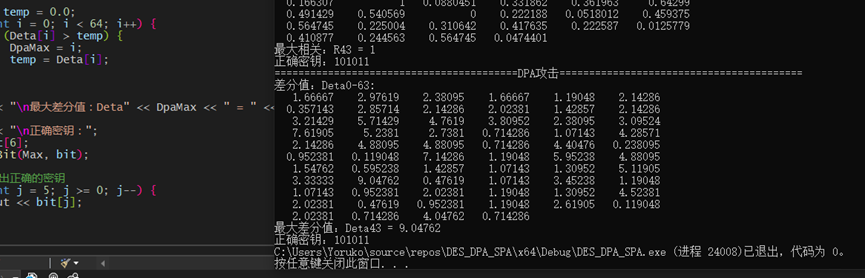 temp = 0.0;
nt i = 0; i < 64; i++) {
(Deta[i] > temp) {
DpaMax = i;
temp = Deta[i];
< "\n最大差分值：Deta" << DpaMax << " = " <<
< "\n正确密钥：";
t[6];
Bit(Max, bit);
出正确的密钥
nt j = 5; j >= 0; j--) {
ut << bit[j];
0.166307 1 0.0880451 0.331862 0.361963 0.64299
0.491429 0.540569 0 0.222188 0.0518012 0.459375
0.564745 0.225004 0.310642 0.417635 0.222587 0.0125779
0.410877 0.244563 0.564745 0.0474401
最大相关：R43 = 1
正确密钥：101011
========================================DPA攻击========================================
差分值：Deta0-63:
1.66667 2.97619 2.38095 1.66667 1.19048 2.14286
0.357143 2.85714 2.14286 2.02381 1.42857 2.14286
3.21429 5.71429 4.7619 3.80952 2.38095 3.09524
7.61905 5.2381 2.7381 0.714286 1.07143 4.28571
2.14286 4.88095 4.88095 0.714286 4.40476 0.238095
0.952381 0.119048 7.14286 1.19048 5.95238 4.88095
1.54762 0.595238 1.42857 1.07143 1.30952 5.11905
3.33333 9.04762 0.47619 1.07143 3.45238 1.19048
1.07143 0.952381 2.02381 1.19048 1.30952 4.52381
2.02381 0.47619 0.952381 1.19048 2.61905 0.119048
2.02381 0.714286 4.04762 0.714286
最大差分值：Deta43 = 9.04762
正确密钥：101011
C:\Users\Yoruko\source\repos\DES_DPA_SPA\x64\Debug\DES_DPA_SPA.exe (进程 24008)已退出，代码为 0。
按任意键关闭此窗口. . .